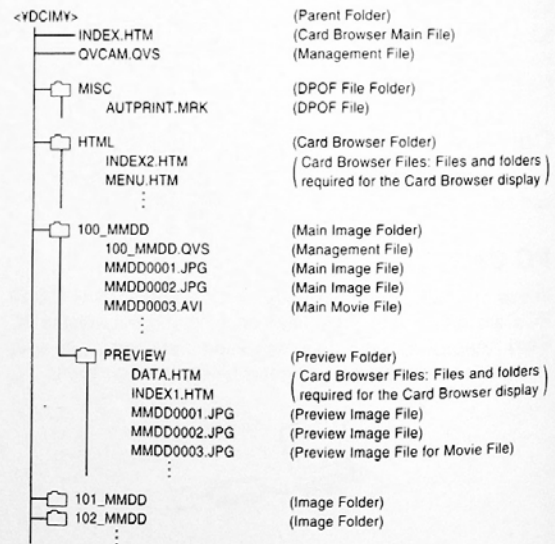 <¥DCIM¥> (Parent Folder)
INDEX.HTM (Card Browser Main File)
QVCAM.QVS (Management File)
MISC (DPOF File Folder)
AUTPRINT.MRK (DPOF File)
HTML (Card Browser Folder)
INDEX2.HTM ( Card Browser Files: Files and folders
MENU.HTM required for the Card Browser display )
⋮
100_MMDD (Main Image Folder)
100_MMDD.QVS (Management File)
MMDD0001.JPG (Main Image File)
MMDD0002.JPG (Main Image File)
MMDD0003.AVI (Main Movie File)
⋮
PREVIEW (Preview Folder)
DATA.HTM ( Card Browser Files: Files and folders
INDEX1.HTM required for the Card Browser display )
MMDD0001.JPG (Preview Image File)
MMDD0002.JPG (Preview Image File)
MMDD0003.JPG (Preview Image File for Movie File)
⋮
101_MMDD (Image Folder)
102_MMDD (Image Folder)
⋮